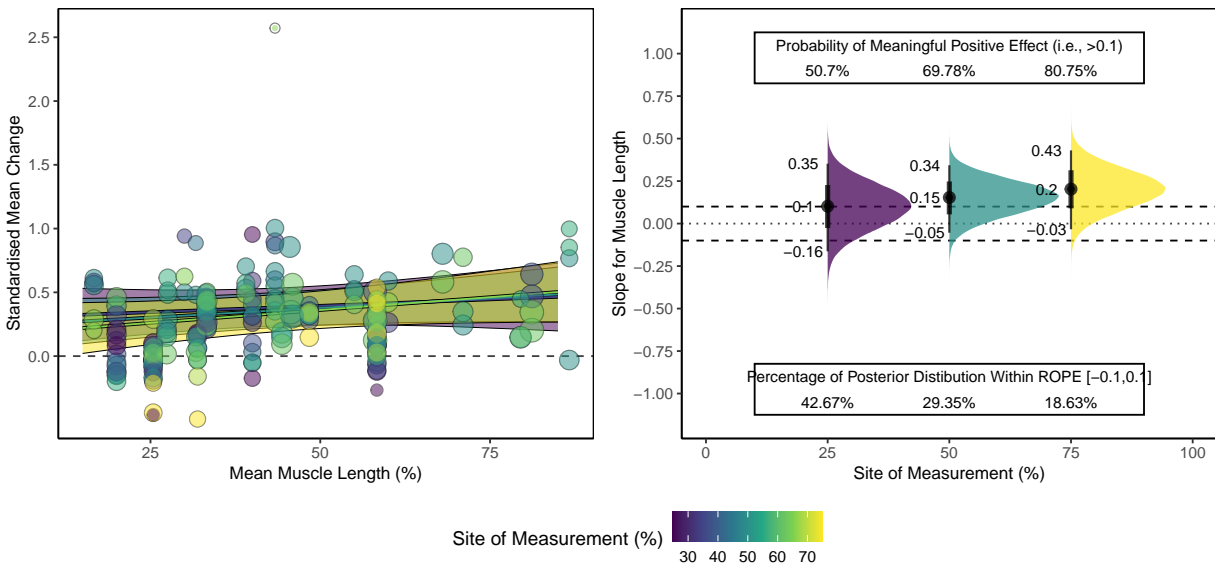 2.5
2.0
1.5
1.0
0.5
0.0
Standardised Mean Change
25
50
75
Mean Muscle Length (%)
1.00
0.75
0.50
0.25
0.00
−0.25
−0.50
−0.75
−1.00
Slope for Muscle Length
Probability of Meaningful Positive Effect (i.e., >0.1)
50.7% 69.78% 80.75%
0.35
0.1
−0.16
0.34
0.15
−0.05
0.43
0.2
−0.03
Percentage of Posterior Distibution Within ROPE [−0.1,0.1]
42.67% 29.35% 18.63%
0 25 50 75 100
Site of Measurement (%)
Site of Measurement (%)
30 40 50 60 70